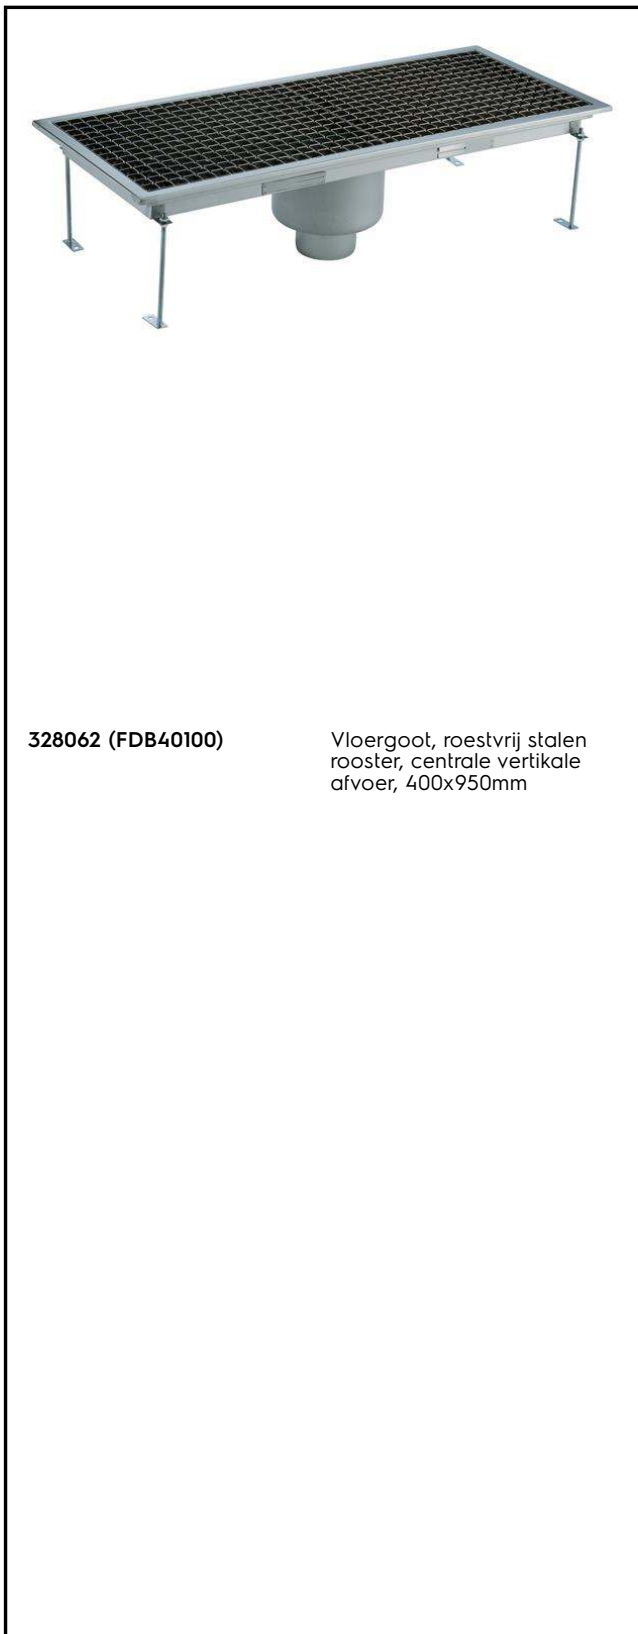 328062 (FDB40100)
Vloergoot, roestvrij stalen
rooster, centrale vertikale
afvoer, 400x950mm